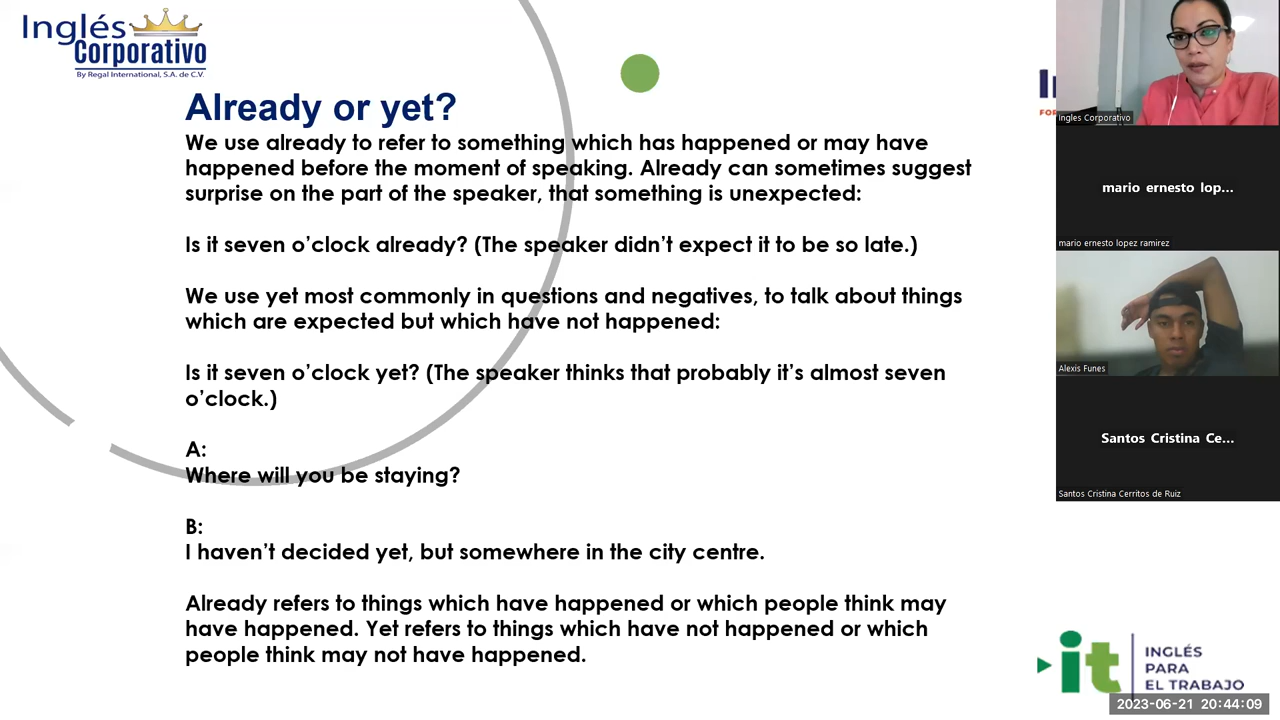 Inglés
Corporativo
By Regal International, S.A. de C.V.
Already or yet?
We use already to refer to something which has happened or may have
happened before the moment of speaking. Already can sometimes suggest
surprise on the part of the speaker, that something is unexpected:
Is it seven o’clock already? (The speaker didn’t expect it to be so late.)
We use yet most commonly in questions and negatives, to talk about things
which are expected but which have not happened:
Is it seven o’clock yet? (The speaker thinks that probably it’s almost seven
o’clock.)
A:
Where will you be staying?
B:
I haven’t decided yet, but somewhere in the city centre.
Already refers to things which have happened or which people think may
have happened. Yet refers to things which have not happened or which
people think may not have happened.
Ingles Corporativo
mario ernesto lop...
mario ernesto lopez ramirez
Alexis Funes
Santos Cristina Ce...
Santos Cristina Cerritos de Ruiz
it
INGLÉS
PARA
EL TRABAJO
2023-06-21 20:44:09